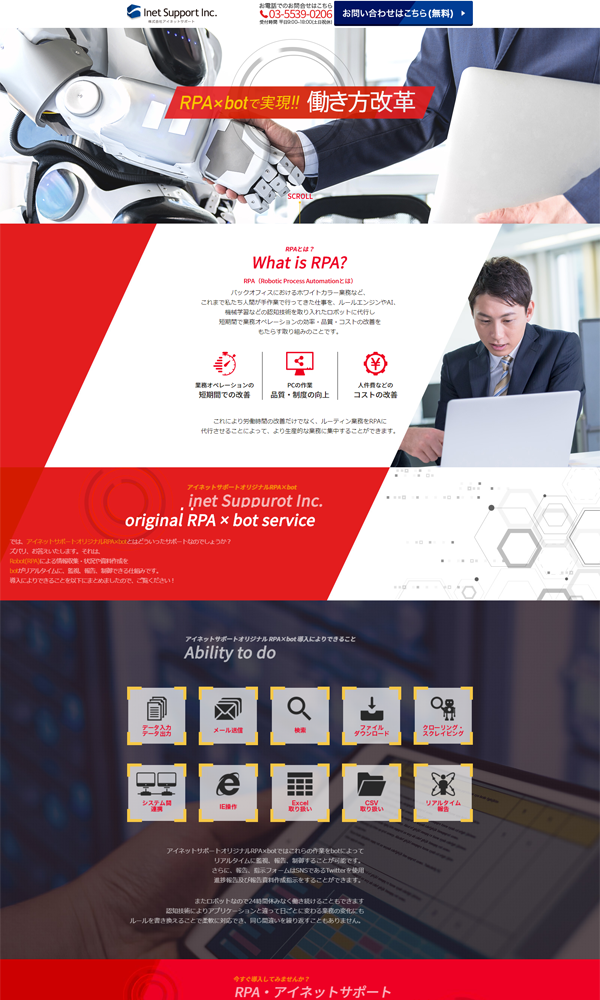 Inet Support Inc.
株式会社アイネットサポート
お電話でのお問合せはこちら
03-5539-0206
受付時間 平日9:00~18:00(土日祝休)
お問い合わせはこちら(無料)
RPA×botで実現!! 働き方改革
SCROLL
RPAとは？
What is RPA?
RPA（Robotic Process Automationとは）
バックオフィスにおけるホワイトカラー業務など、
これまで私たち人間が手作業で行ってきた仕事を、ルールエンジンやAI、
機械学習などの認知技術を取り入れたロボットに代行し
短期間で業務オペレーションの効率・品質・コストの改善を
もたらす取り組みのことです。
業務オペレーションの
短期間での改善
PCの作業
品質・制度の向上
人件費などの
コストの改善
これにより労働時間の改善だけでなく、ルーティン業務をRPAに
代行させることによって、より生産的な業務に集中することができます。
アイネットサポートオリジナルRPA×bot
inet Suppurot Inc.
original RPA × bot service
では、アイネットサポートオリジナルRPA×botとはどういったサポートなのでしょうか？
ズバリ、お答えいたします。それは、
Robot(RPA)による情報収集・状況や資料作成を
botがリアルタイムに、監視、報告、制御できる仕組みです。
導入によりできることを以下にまとめましたので、ご覧ください！
アイネットサポートオリジナル RPA×bot 導入によりできること
Ability to do
データ入力
データ出力
メール送信
検索
ファイル
ダウンロード
クローリング・
スクレイピング
システム間
連携
IE操作
Excel
取り扱い
CSV
取り扱い
リアルタイム
報告
アイネットサポートオリジナルRPA×botではこれらの作業をbotによって
リアルタイムに監視、報告、制御することが可能です。
さらに、報告、指示フォームはSNSであるTwitterを使用
進捗報告及び報告資料作成指示をすることができます。
またロボットなので24時間休みなく働き続けることもできます
認知技術によりアプリケーションと違って日ごとに変わる業務の変化にも
ルールを書き換えることで柔軟に対応でき、同じ間違いを繰り返すこともありません。
今すぐ導入してみませんか？
RPA・アイネットサポート